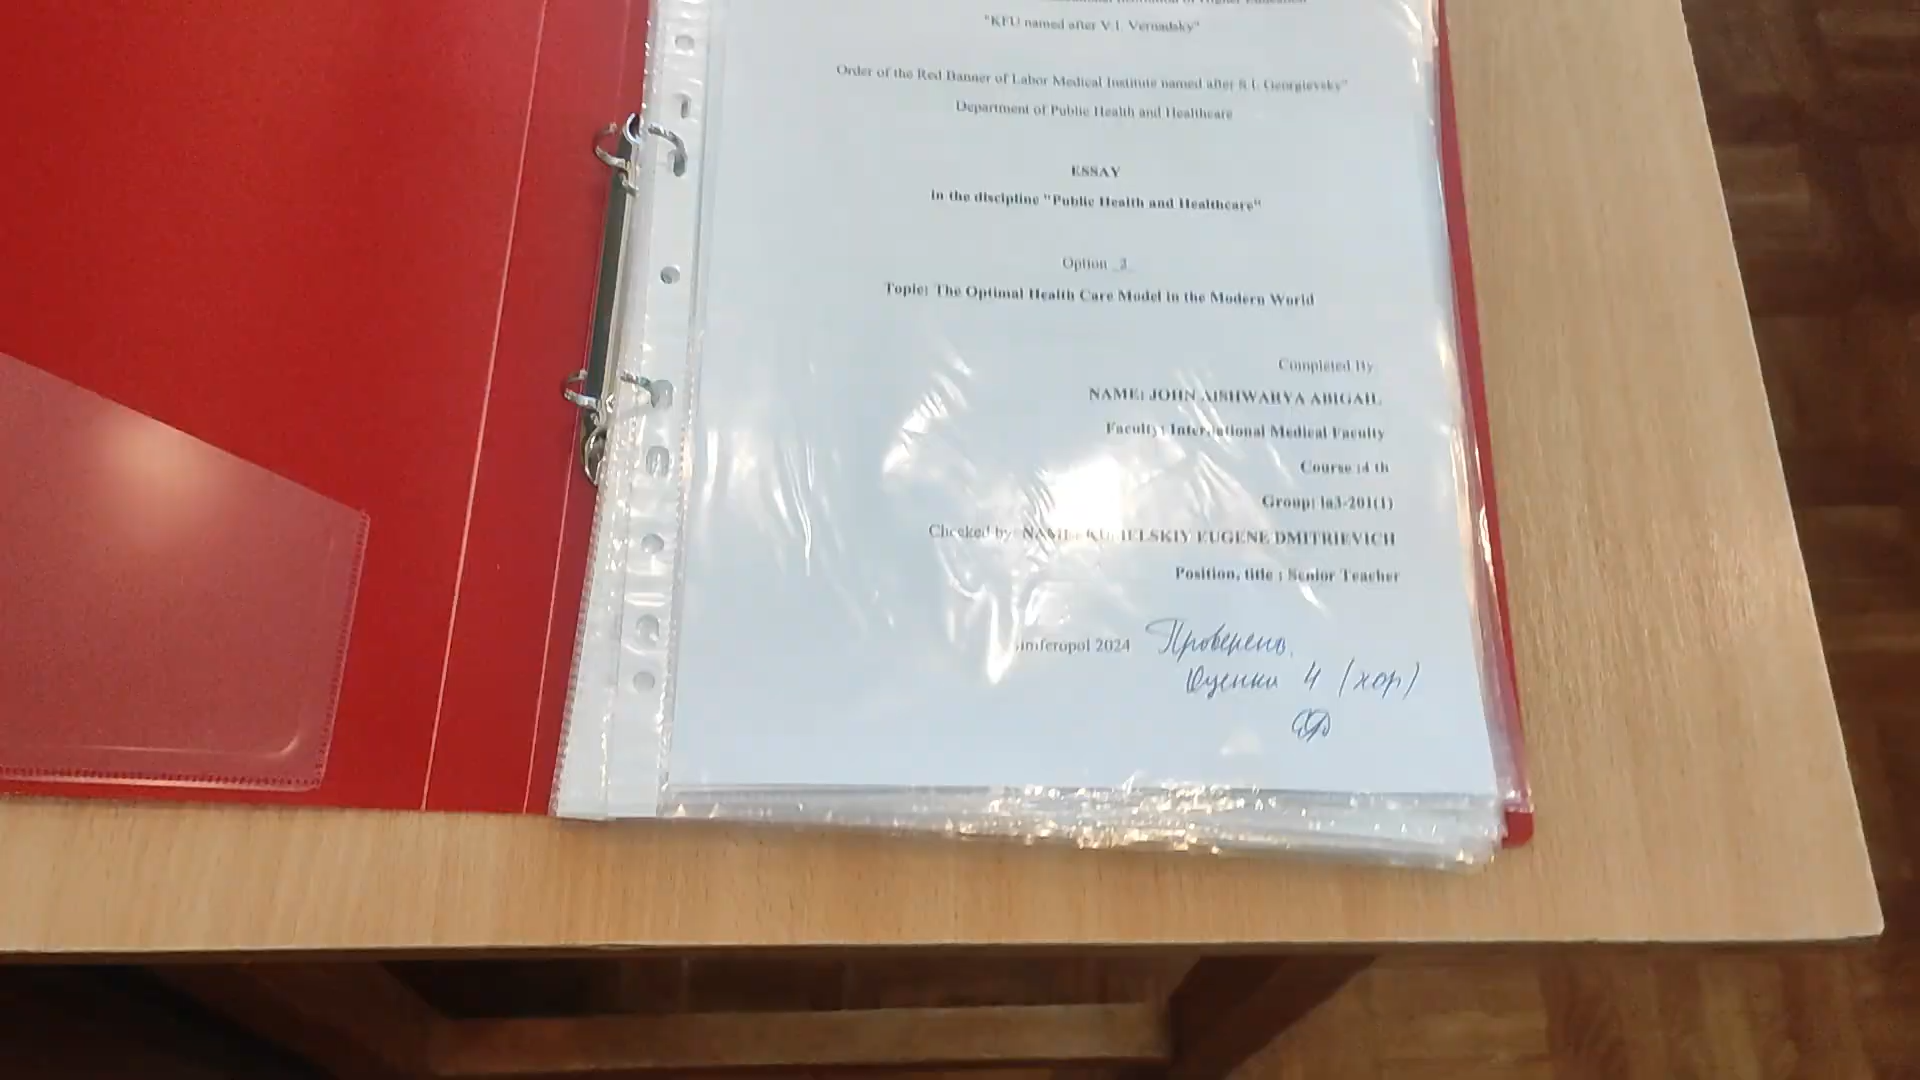 "KFU named after V.I. Vernadsky"
Order of the Red Banner of Labor Medical Institute named after S.I. Georgievsky"
Department of Public Health and Healthcare
ESSAY
in the discipline "Public Health and Healthcare"
Option _3_
Topic: The Optimal Health Care Model in the Modern World
Completed By
NAME: JOHN AISHWARYA ABIGAIL
Faculty: International Medical Faculty
Course :4 th
Group: la3-201(1)
Checked by: NAME: EUGENE DMITRIEVICH
Position, title : Senior Teacher
2024 Проверено.
Оценка 4 (хор)